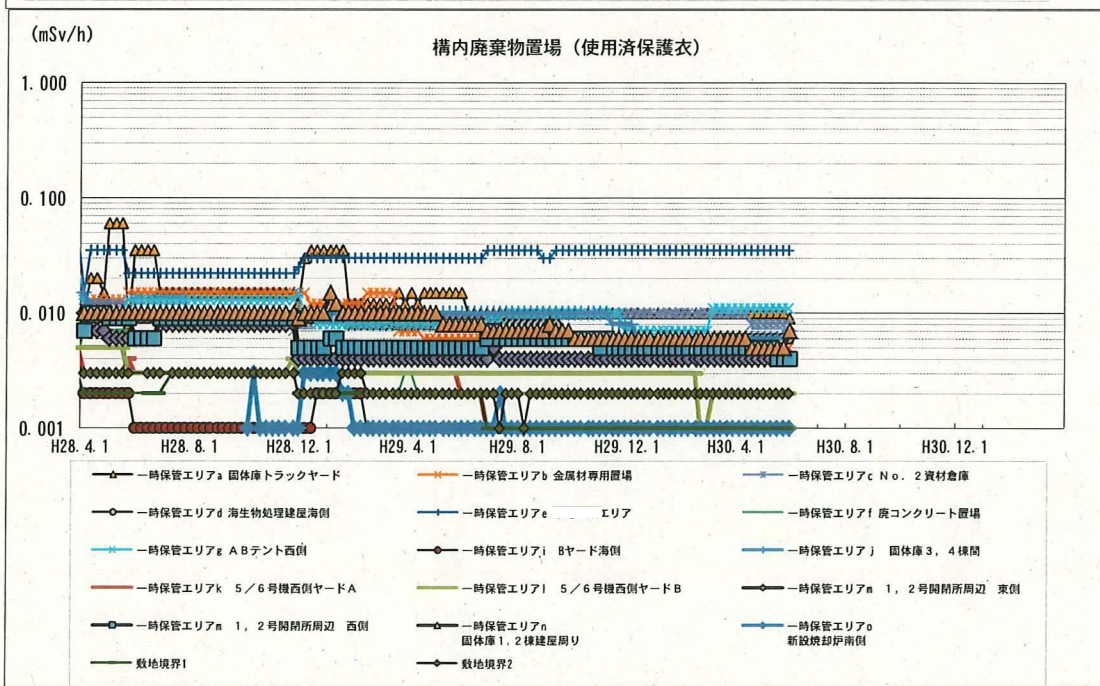 (mSv/h)
構内廃棄物置場（使用済保護衣）
1.000
0.100
0.010
0.001
H28.4.1
H28.8.1
H28.12.1
H29.4.1
H29.8.1
H29.12.1
H30.4.1
H30.8.1
H30.12.1
一時保管エリアa 固体庫トラックヤード
一時保管エリアb 金属材専用置場
一時保管エリアc No．2資材倉庫
一時保管エリアd 海生物処理建屋海側
一時保管エリアe エリア
一時保管エリアf 廃コンクリート置場
一時保管エリアg ABテント西側
一時保管エリアi Bヤード海側
一時保管エリアj 固体庫3，4棟間
一時保管エリアk 5／6号機西側ヤードA
一時保管エリアl 5／6号機西側ヤードB
一時保管エリアm 1，2号開閉所周辺 東側
一時保管エリアm 1，2号開閉所周辺 西側
一時保管エリアn
固体庫1,2棟建屋周り
一時保管エリアo
新設焼却炉南側
敷地境界1
敷地境界2